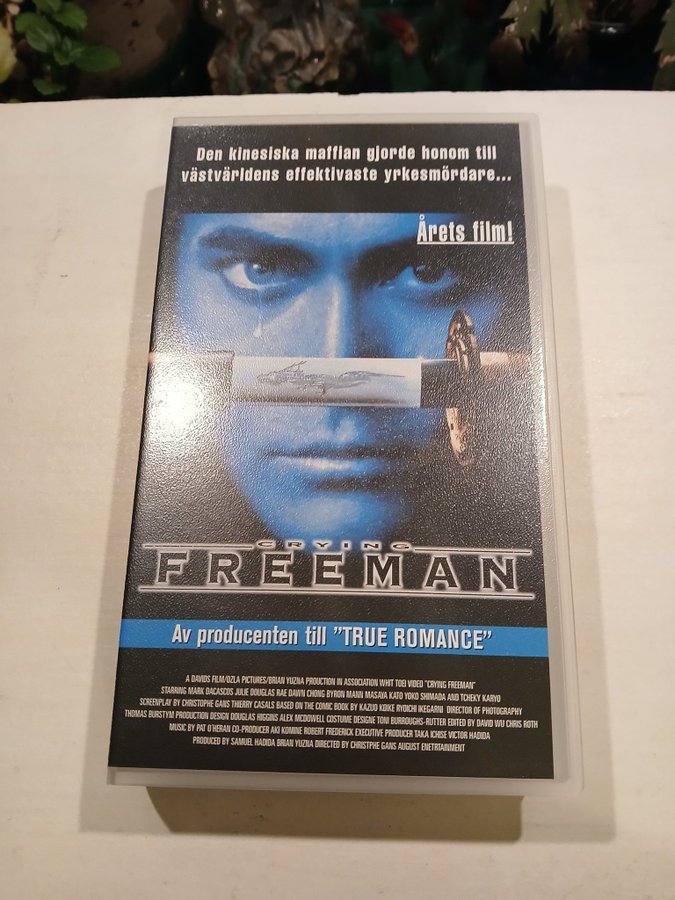 Den kinesiska maffian gjorde honom till
västvärldens effektivaste yrkesmördare...
Årets film!
CRYING
FREEMAN
Av producenten till "TRUE ROMANCE"
A DAVIDS FILM/OZLA PICTURES/BRIAN YUZNA PROUCTION IN ASSOCIATION WHIT TOEI VIDEO "CRYING FREEMAN"
STARRING MARK DACASCOS JULIE DOUGLAS RAE DAWN CHONG BYRON MANN MASAYA KATO YOKO SHIMADA AND TCHEKY KARYO
SCREENPLAY BY CHRISTOPHE GANS THIERRY CASALS BASED ON THE COMIC BOOK BY KAZUO KOIKE RYOICHI IKEGARNI DIRECTOR OF PHOTOGRAPHY
THOMAS BURSTYM PRODUCTION DESIGN DOUGLAS HIGGINS ALEX MCDOWELL COSTUME DESIGNE TONI BURROUGHS-RUTTER EDITED BY DAVID WU CHRIS ROTH
MUSIC BY PAT O'HERAN CO-PRODUCER AKI KOMINE ROBERT FREDERICK EXECUTIVE PRODUCER TAKA ICHISE VICTOR HADIDA
PRODUCED BY SAMUEL HADIDA BRIAN YUZNA DIRECTED BY CHRISTPHE GANS AUGUST ENETRTAINMENT